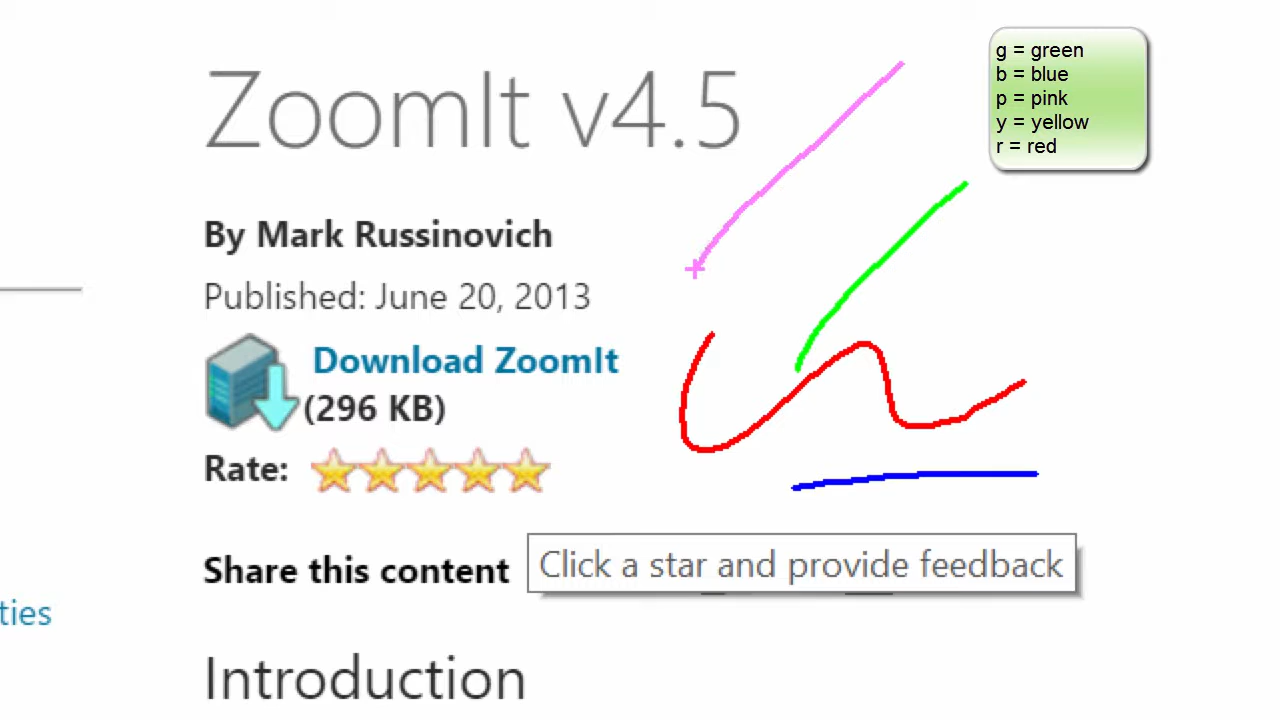 ZoomIt v4.5
g = green
b = blue
p = pink
y = yellow
r = red
By Mark Russinovich
Published: June 20, 2013
Download ZoomIt
(296 KB)
Rate:
Share this content
Click a star and provide feedback
ties
Introduction